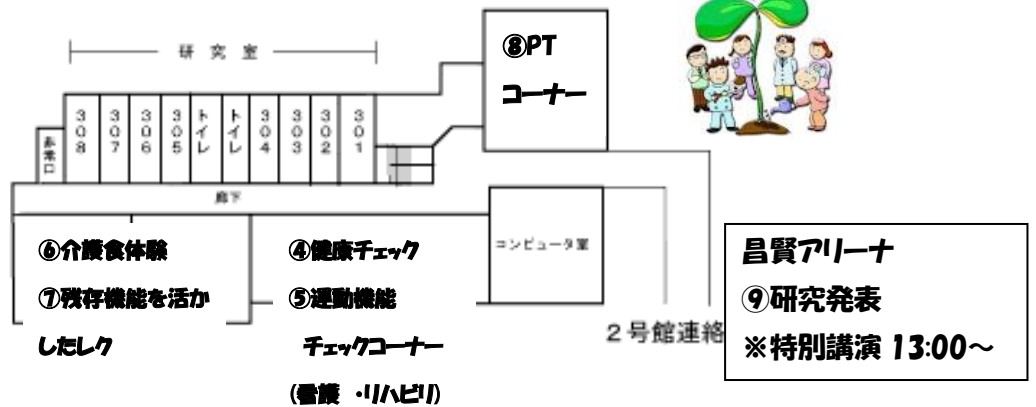 研究室
⑧PT
コーナー
308
307
306
305
トイレ
トイレ
304
303
302
301
非常口
廊下
⑥介護食体験
⑦残存機能を活か
したレク
④健康チェック
⑤運動機能
チェックコーナー
(看護 ・リハビリ)
コンピュータ室
2号館連絡
昌賢アリーナ
⑨研究発表
※特別講演 13:00～